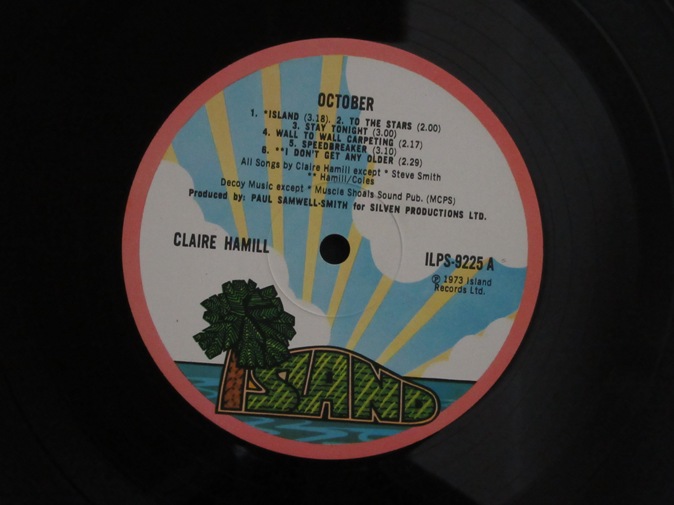 OCTOBER
1. *ISLAND (3.18). 2. TO THE STARS (2.00)
3. STAY TONIGHT (3.00)
4. WALL TO WALL CARPETING (2.17)
5. SPEEDBREAKER (3.10)
6. **I DON'T GET ANY OLDER (2.29)
All Songs by Claire Hamill except * Steve Smith
** Hamill/Coles
Decoy Music except * Muscle Shoals Sound Pub. (MCPS)
Produced by: PAUL SAMWELL-SMITH for SILVEN PRODUCTIONS LTD.
CLAIRE HAMILL
ILPS-9225 A
℗ 1973 Island
Records Ltd.
ISLAND